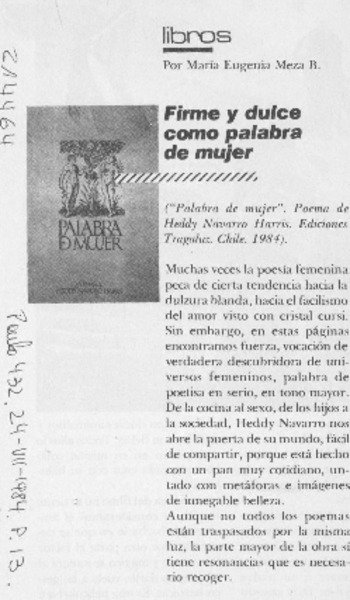 libros
Por María Eugenia Meza B.
Firme y dulce
como palabra
de mujer
("Palabra de mujer". Poema de
Heddy Navarro Harris. Ediciones
Tragaluz. Chile. 1984).
Muchas veces la poesía femenina
peca de cierta tendencia hacia la
dulzura blanda, hacia el facilismo
del amor visto con cristal cursi.
Sin embargo, en estas páginas
encontramos fuerza, vocación de
verdadera descubridora de uni-
versos femeninos, palabra de
poetisa en serio, en tono mayor.
De la cocina al sexo, de los hijos a
la sociedad, Heddy Navarro nos
abre la puerta de su mundo, fácil
de compartir, porque está hecho
con un pan muy cotidiano, un-
tado con metáforas e imágenes
de innegable belleza.
Aunque no todos los poemas
están traspasados por la misma
luz, la parte mayor de la obra sí
tiene resonancias que es necesa-
rio recoger.
PALABRA
D MUJER
214464
Paula 432, 24-VII-1984, P. 13.